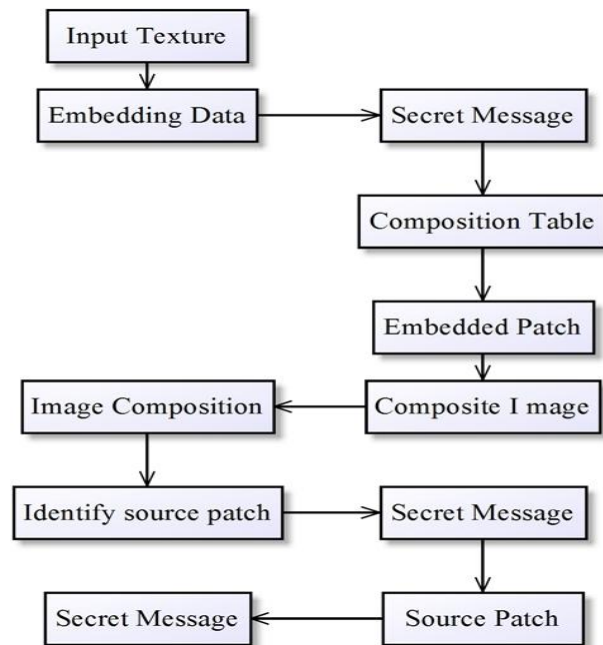 Input Texture
Embedding Data
Secret Message
Composition Table
Embedded Patch
Composite I mage
Image Composition
Identify source patch
Secret Message
Source Patch
Secret Message